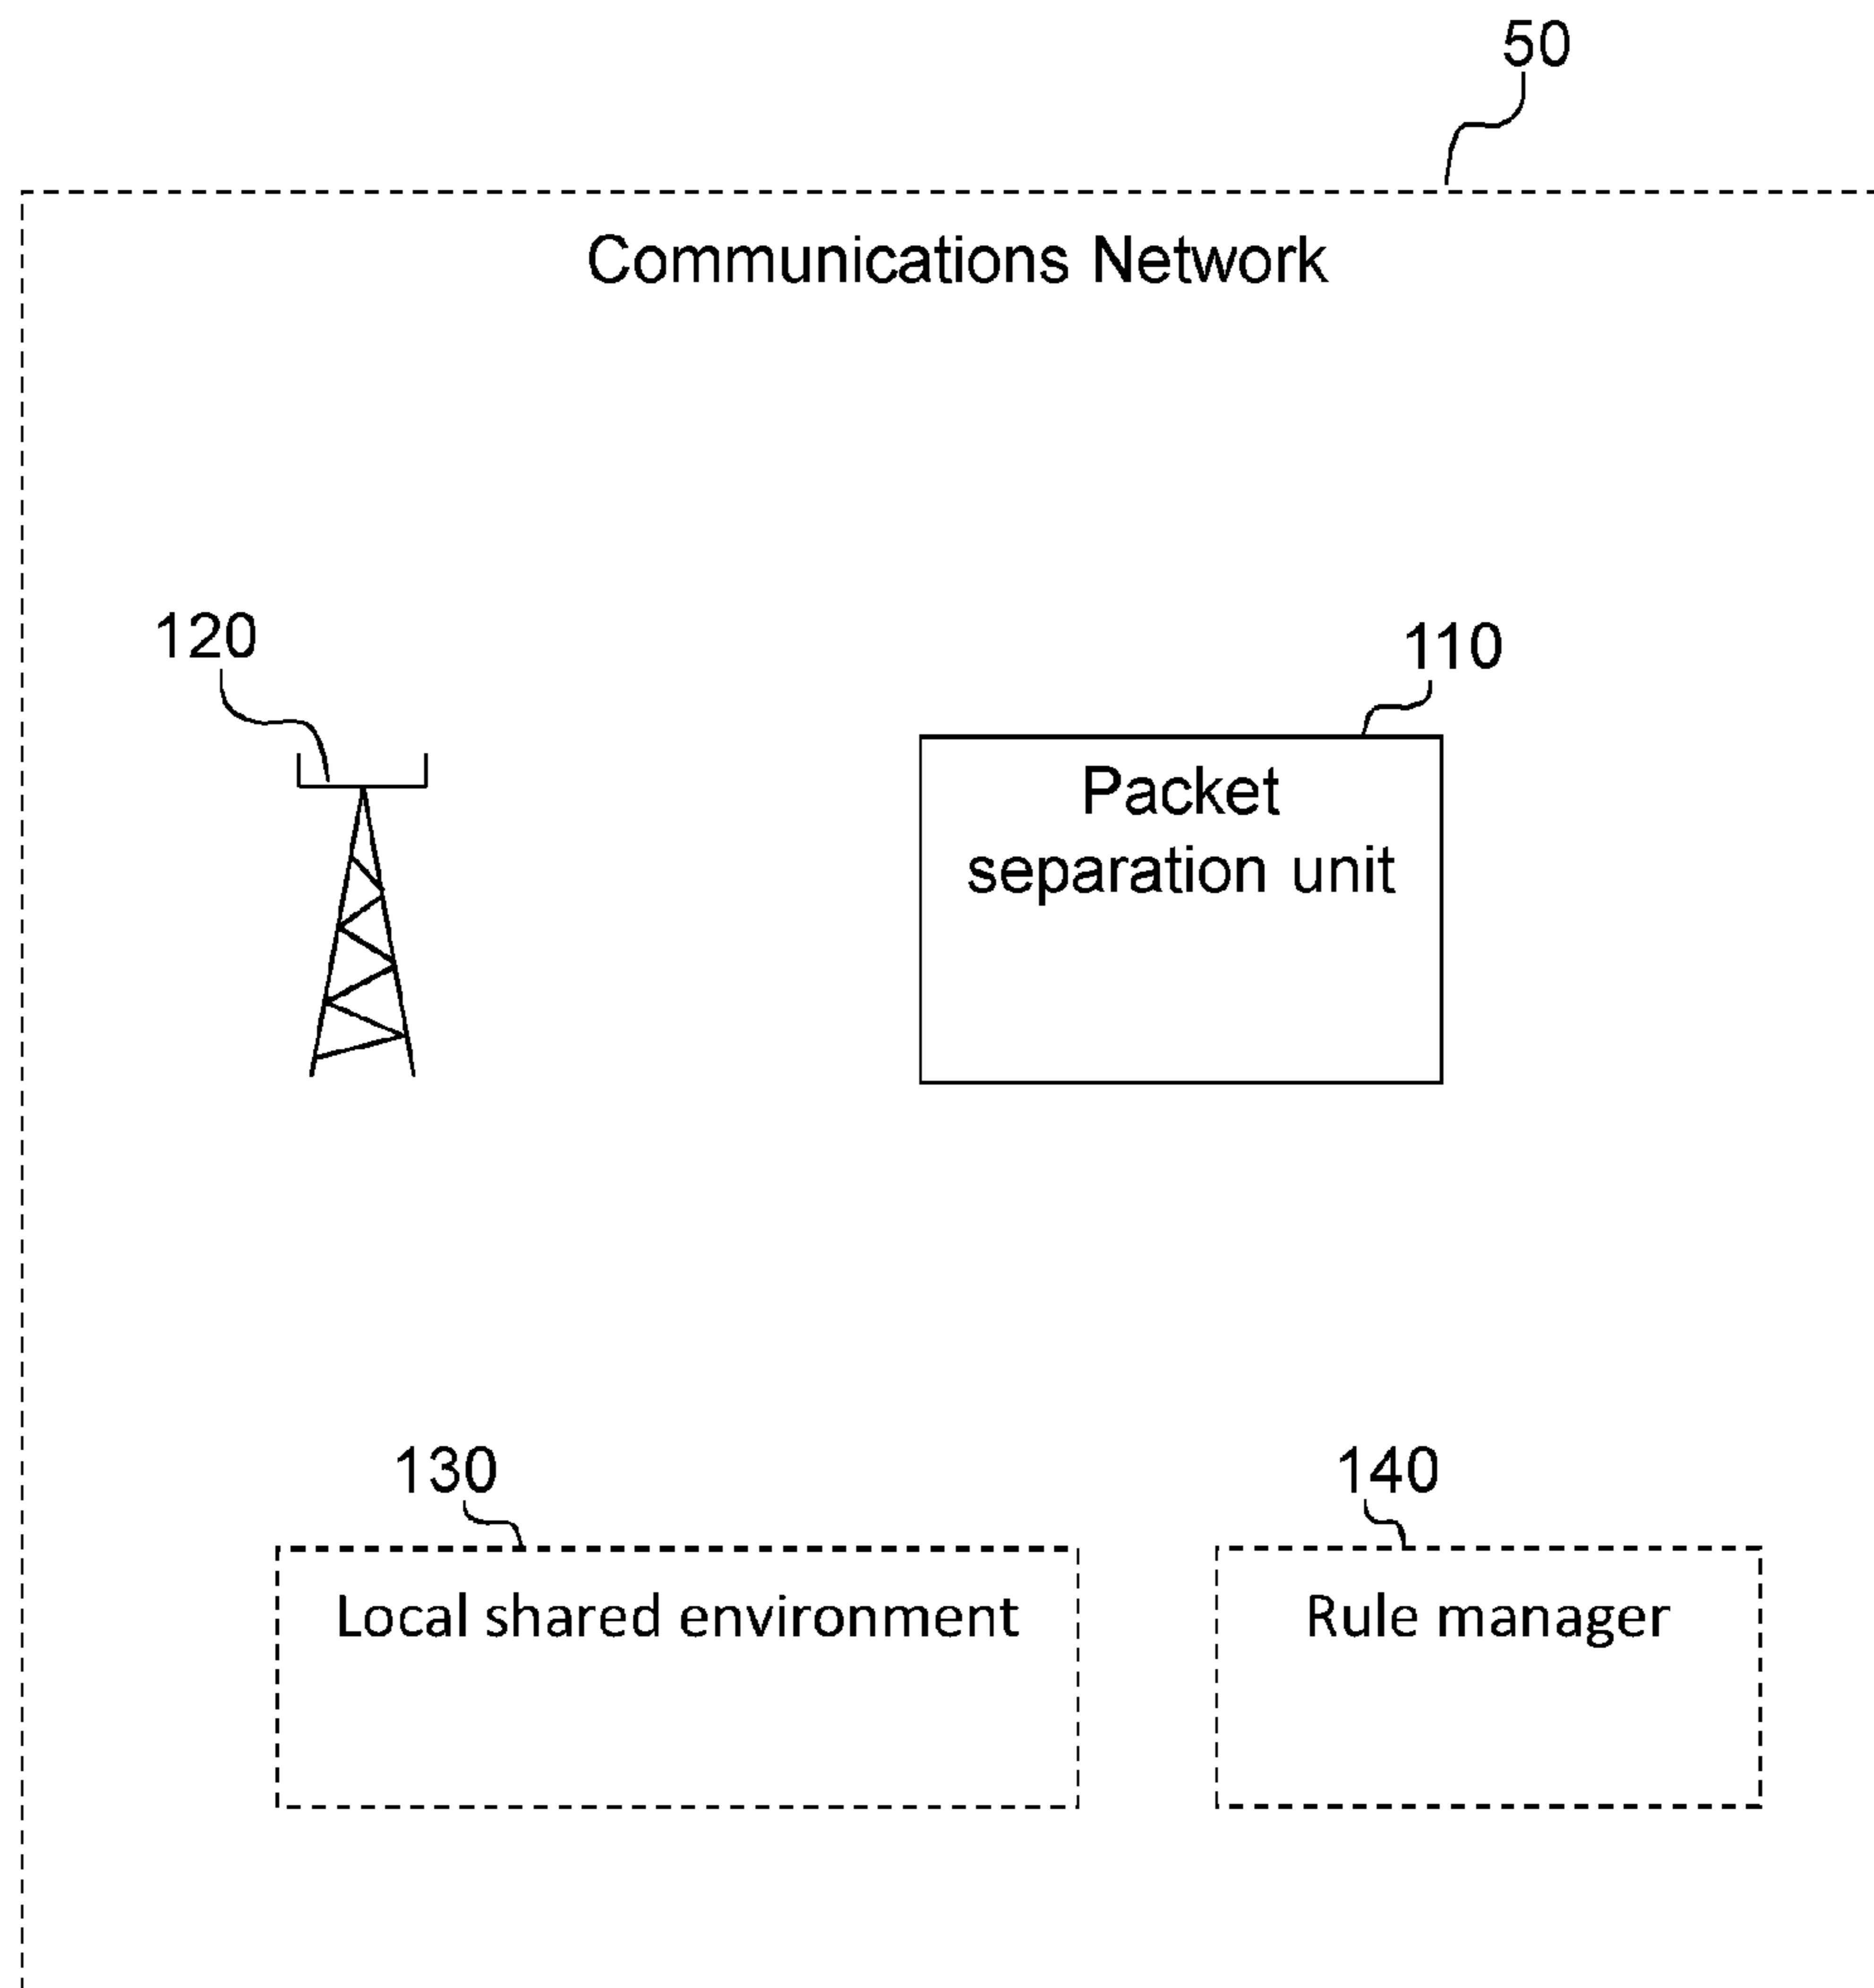 50
Communications Network
120
110
Packet
separation unit
130
140
Local shared environment
Rule manager